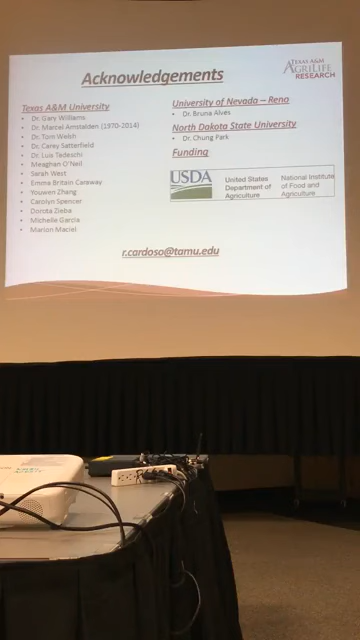 Acknowledgements
TEXAS A&M
AGRILIFE
RESEARCH
Texas A&M University
• Dr. Gary Williams
• Dr. Marcel Amstalden (1970-2014)
• Dr. Tom Welsh
• Dr. Carey Satterfield
• Dr. Luis Tedeschi
• Meaghan O'Neil
• Sarah West
• Emma Britain Caraway
• Youwen Zhang
• Carolyn Spencer
• Dorota Zieba
• Michelle Garcia
• Marion Maciel
University of Nevada – Reno
• Dr. Bruna Alves
North Dakota State University
• Dr. Chung Park
Funding
USDA
United States
Department of
Agriculture
National Institute
of Food and
Agriculture
r.cardoso@tamu.edu